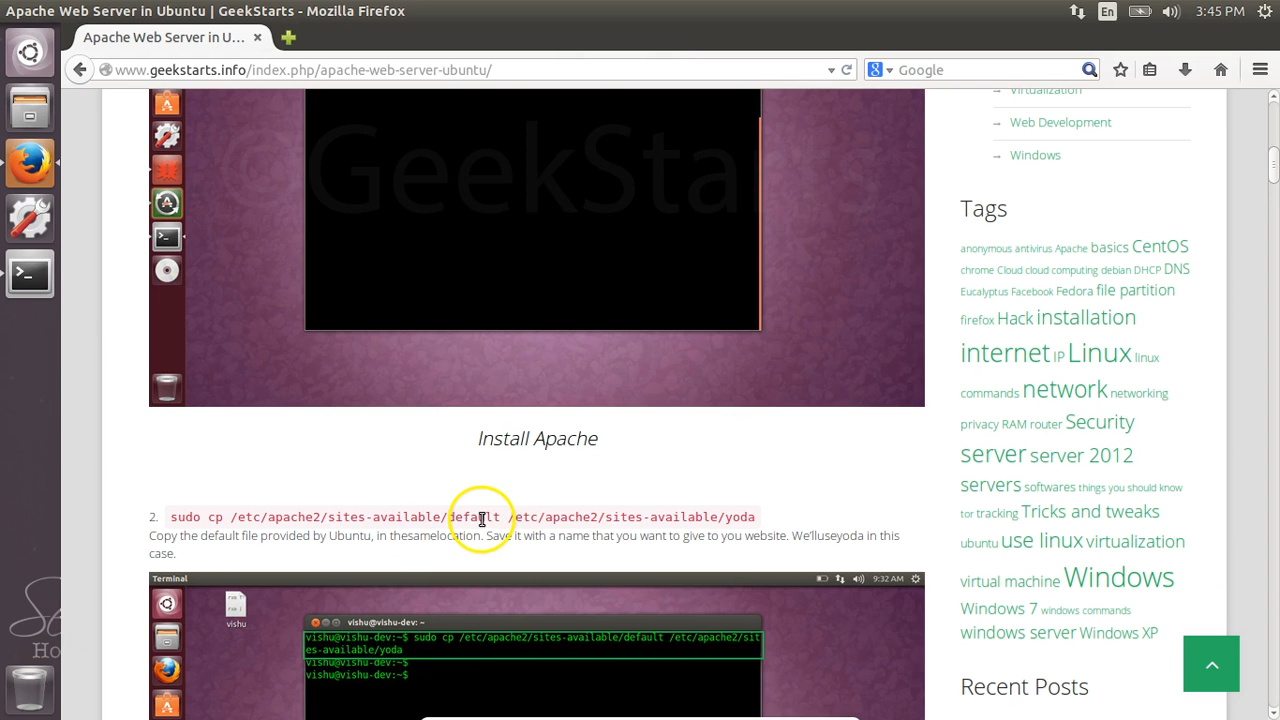 Apache Web Server in Ubuntu | GeekStarts - Mozilla Firefox
En
3:45 PM
Apache Web Server in U...
www.geekstarts.info/index.php/apache-web-server-ubuntu/
Google
©GeekStar
Virtualization
→ Web Development
→ Windows
Tags
anonymous antivirus Apache basics CentOS
chrome Cloud cloud computing debian DHCP DNS
Eucalyptus Facebook Fedora file partition
firefox Hack installation
internet IP Linux linux
commands network networking
privacy RAM router Security
server server 2012
servers softwares things you should know
tor tracking Tricks and tweaks
ubuntu use linux virtualization
virtual machine Windows
Windows 7 windows commands
windows server Windows XP
Recent Posts
Install Apache
2. sudo cp /etc/apache2/sites-available/default /etc/apache2/sites-available/yoda
Copy the default file provided by Ubuntu, in thesamelocation. Save it with a name that you want to give to you website. We'lluseyoda in this
case.
Terminal
9:32 AM
vishu
vishu@vishu-dev: ~
vishu@vishu-dev:~$ sudo cp /etc/apache2/sites-available/default /etc/apache2/sit
es-available/yoda
vishu@vishu-dev:~$
vishu@vishu-dev:~$